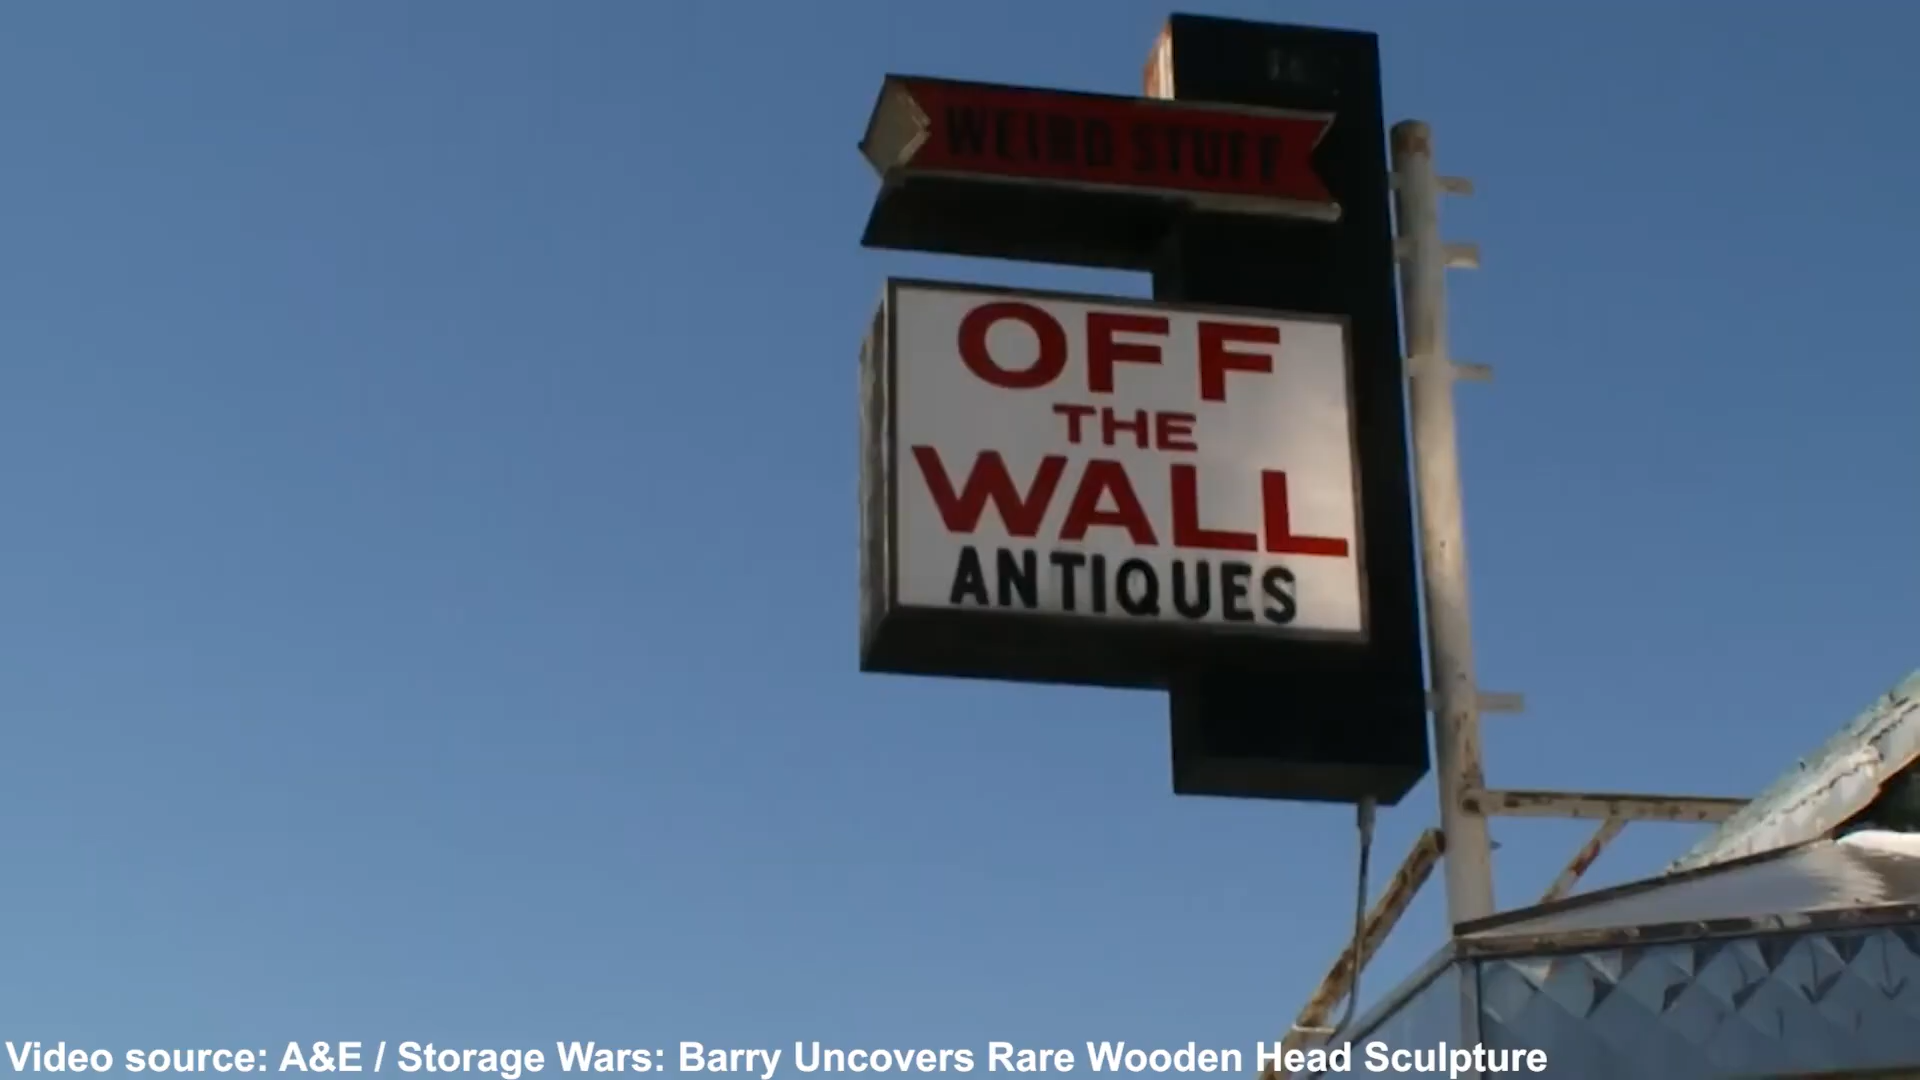 WEIRD STUFF
OFF
THE
WALL
ANTIQUES
Video source: A&E / Storage Wars: Barry Uncovers Rare Wooden Head Sculpture